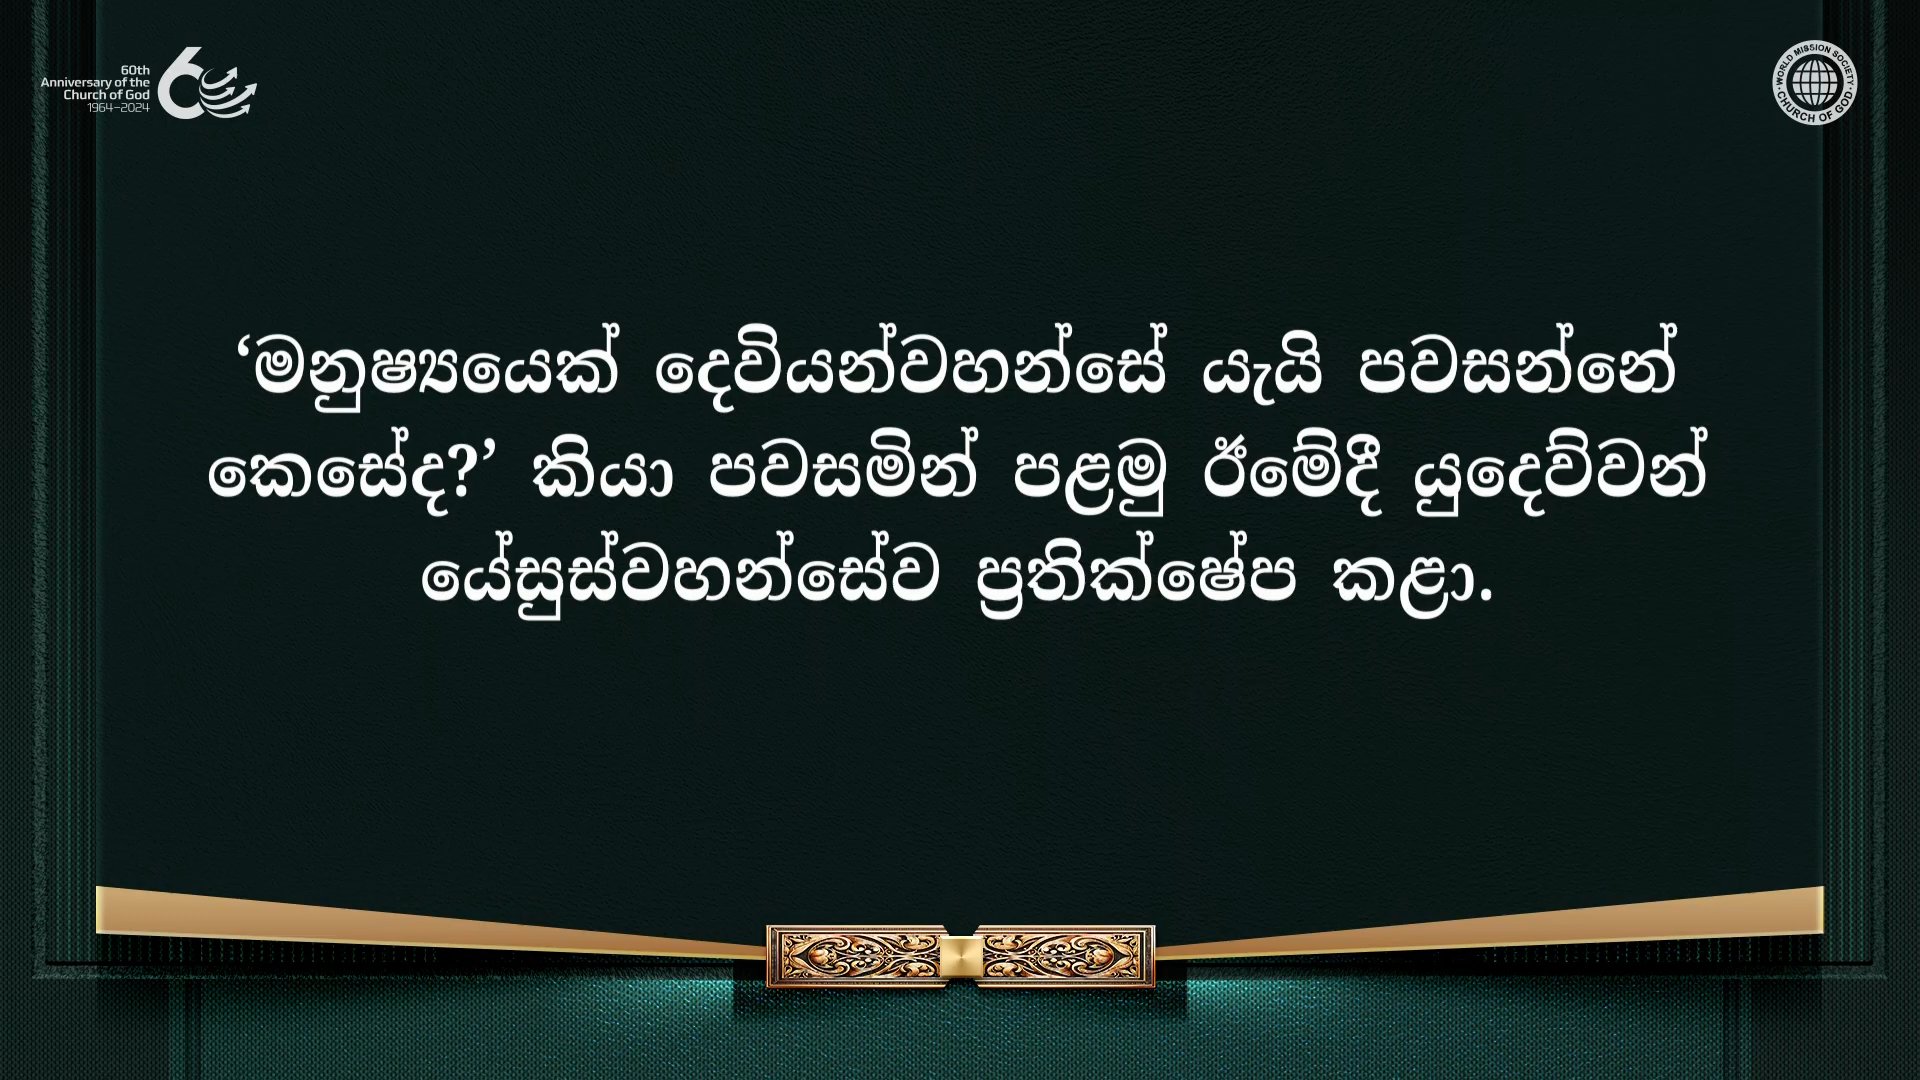 60th
Anniversary of the
Church of God
1964–2024
WORLD MISSION SOCIETY
CHURCH OF GOD
‘මනුෂ්‍යයෙක් දෙවියන්වහන්සේ යැයි පවසන්නේ
කෙසේද?’ කියා පවසමින් පළමු ඊමේදී යුදෙව්වන්
යේසුස්වහන්සේව ප්‍රතික්ෂේප කළා.